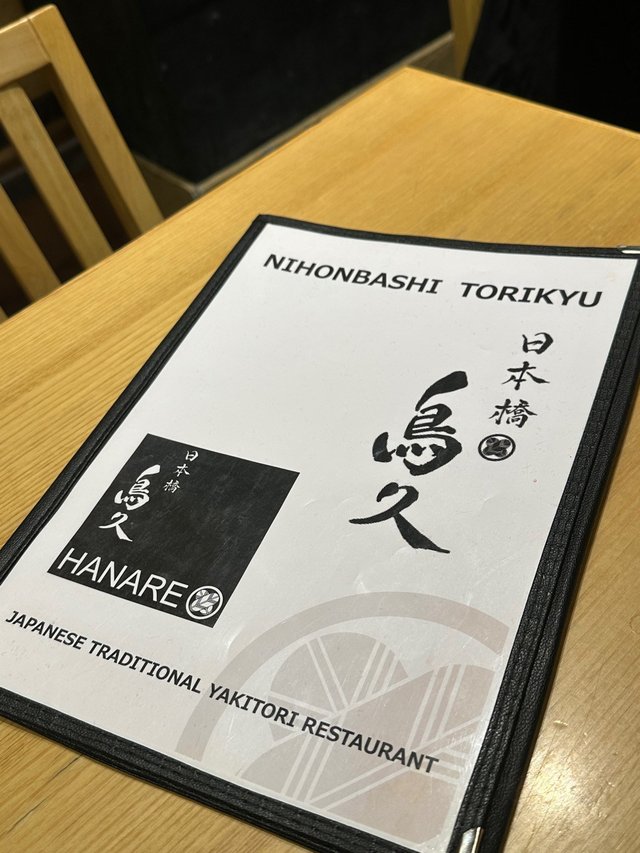 NIHONBASHI TORIKYU
日本橋
鳥久
日本橋
鳥久
HANARE
JAPANESE TRADITIONAL YAKITORI RESTAURANT